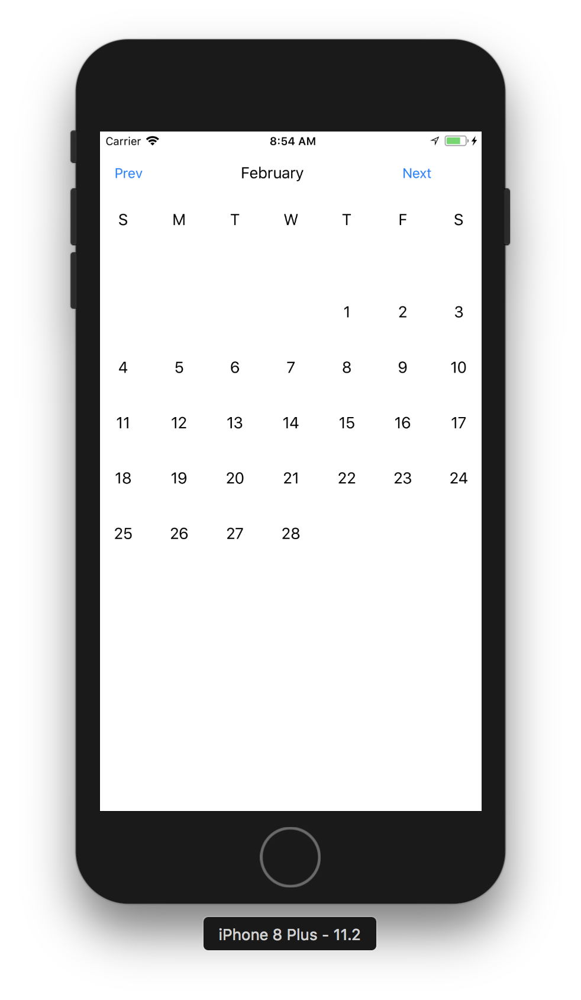 Carrier 8:54 AM
Prev February Next
S M T W T F S
1 2 3
4 5 6 7 8 9 10
11 12 13 14 15 16 17
18 19 20 21 22 23 24
25 26 27 28
iPhone 8 Plus - 11.2